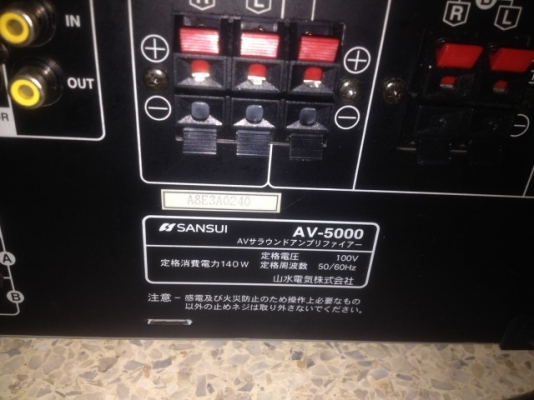 IN
R
L
R
L
OUT
A8E3A0240
SANSUI
AV-5000
AVサラウンドアンプリファイアー
定格消費電力140W
定格電圧 100V
定格周波数 50/60Hz
山水電気株式会社
A
B
注意 - 感電及び火災防止のため操作上必要なもの
以外の止めネジは取り外さないでください。